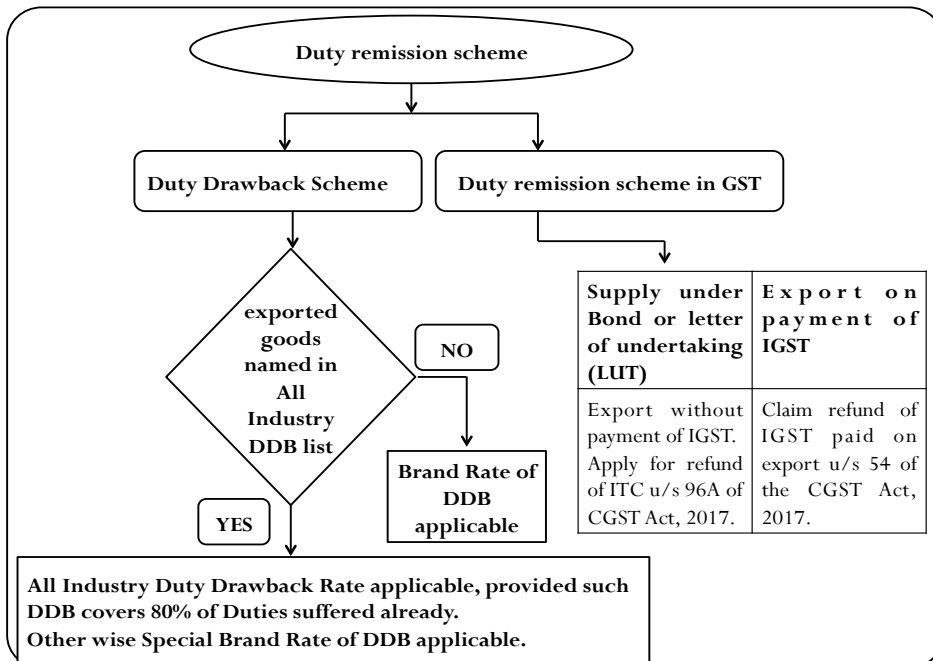 Duty remission scheme
Duty Drawback Scheme
Duty remission scheme in GST
exported
goods
named in
All
Industry
DDB list
NO
Brand Rate of
DDB
applicable
YES
All Industry Duty Drawback Rate applicable, provided such
DDB covers 80% of Duties suffered already.
Other wise Special Brand Rate of DDB applicable.
Supply under
Bond or letter
of undertaking
(LUT)
Export on
payment of
IGST
Export without
payment of IGST.
Apply for refund
of ITC u/s 96A of
CGST Act, 2017.
Claim refund of
IGST paid on
export u/s 54 of
the CGST Act,
2017.